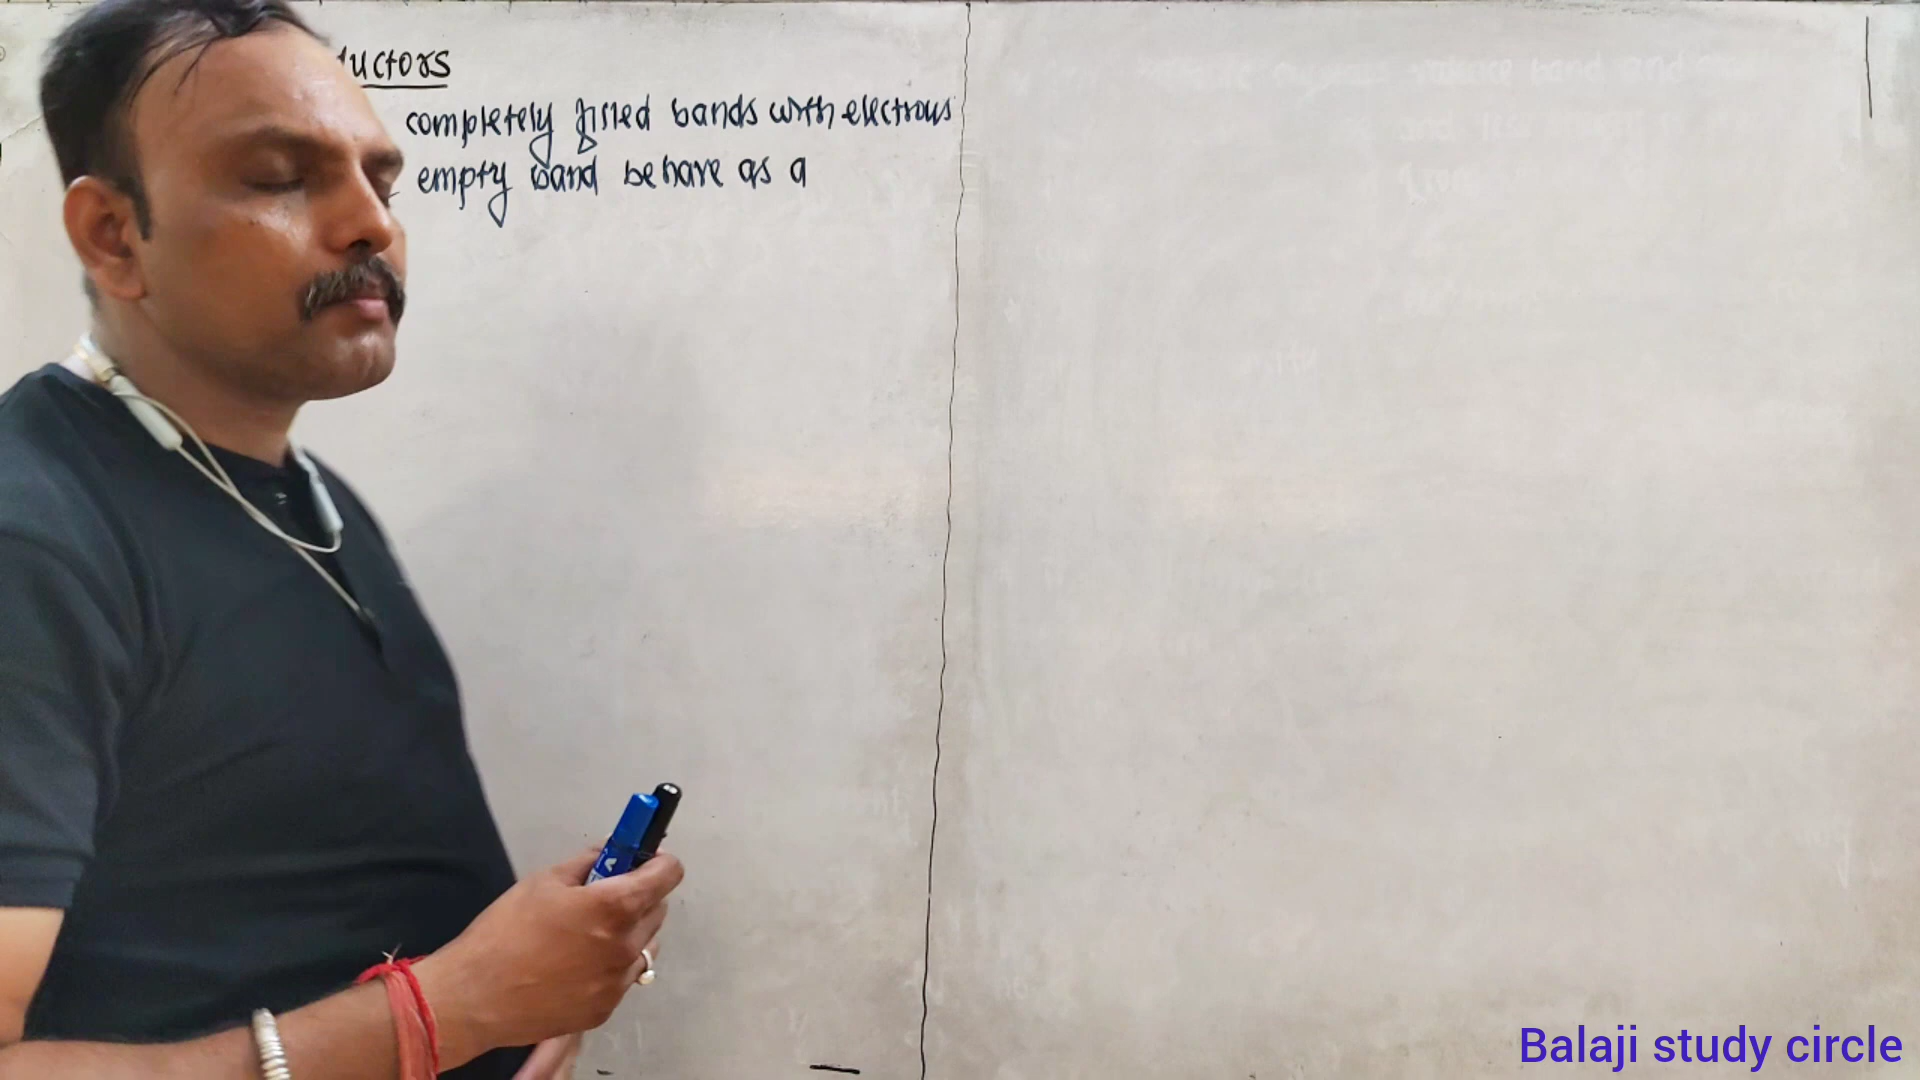 ductors
completely filled bands with electrons
empty band behave as a
Balaji study circle